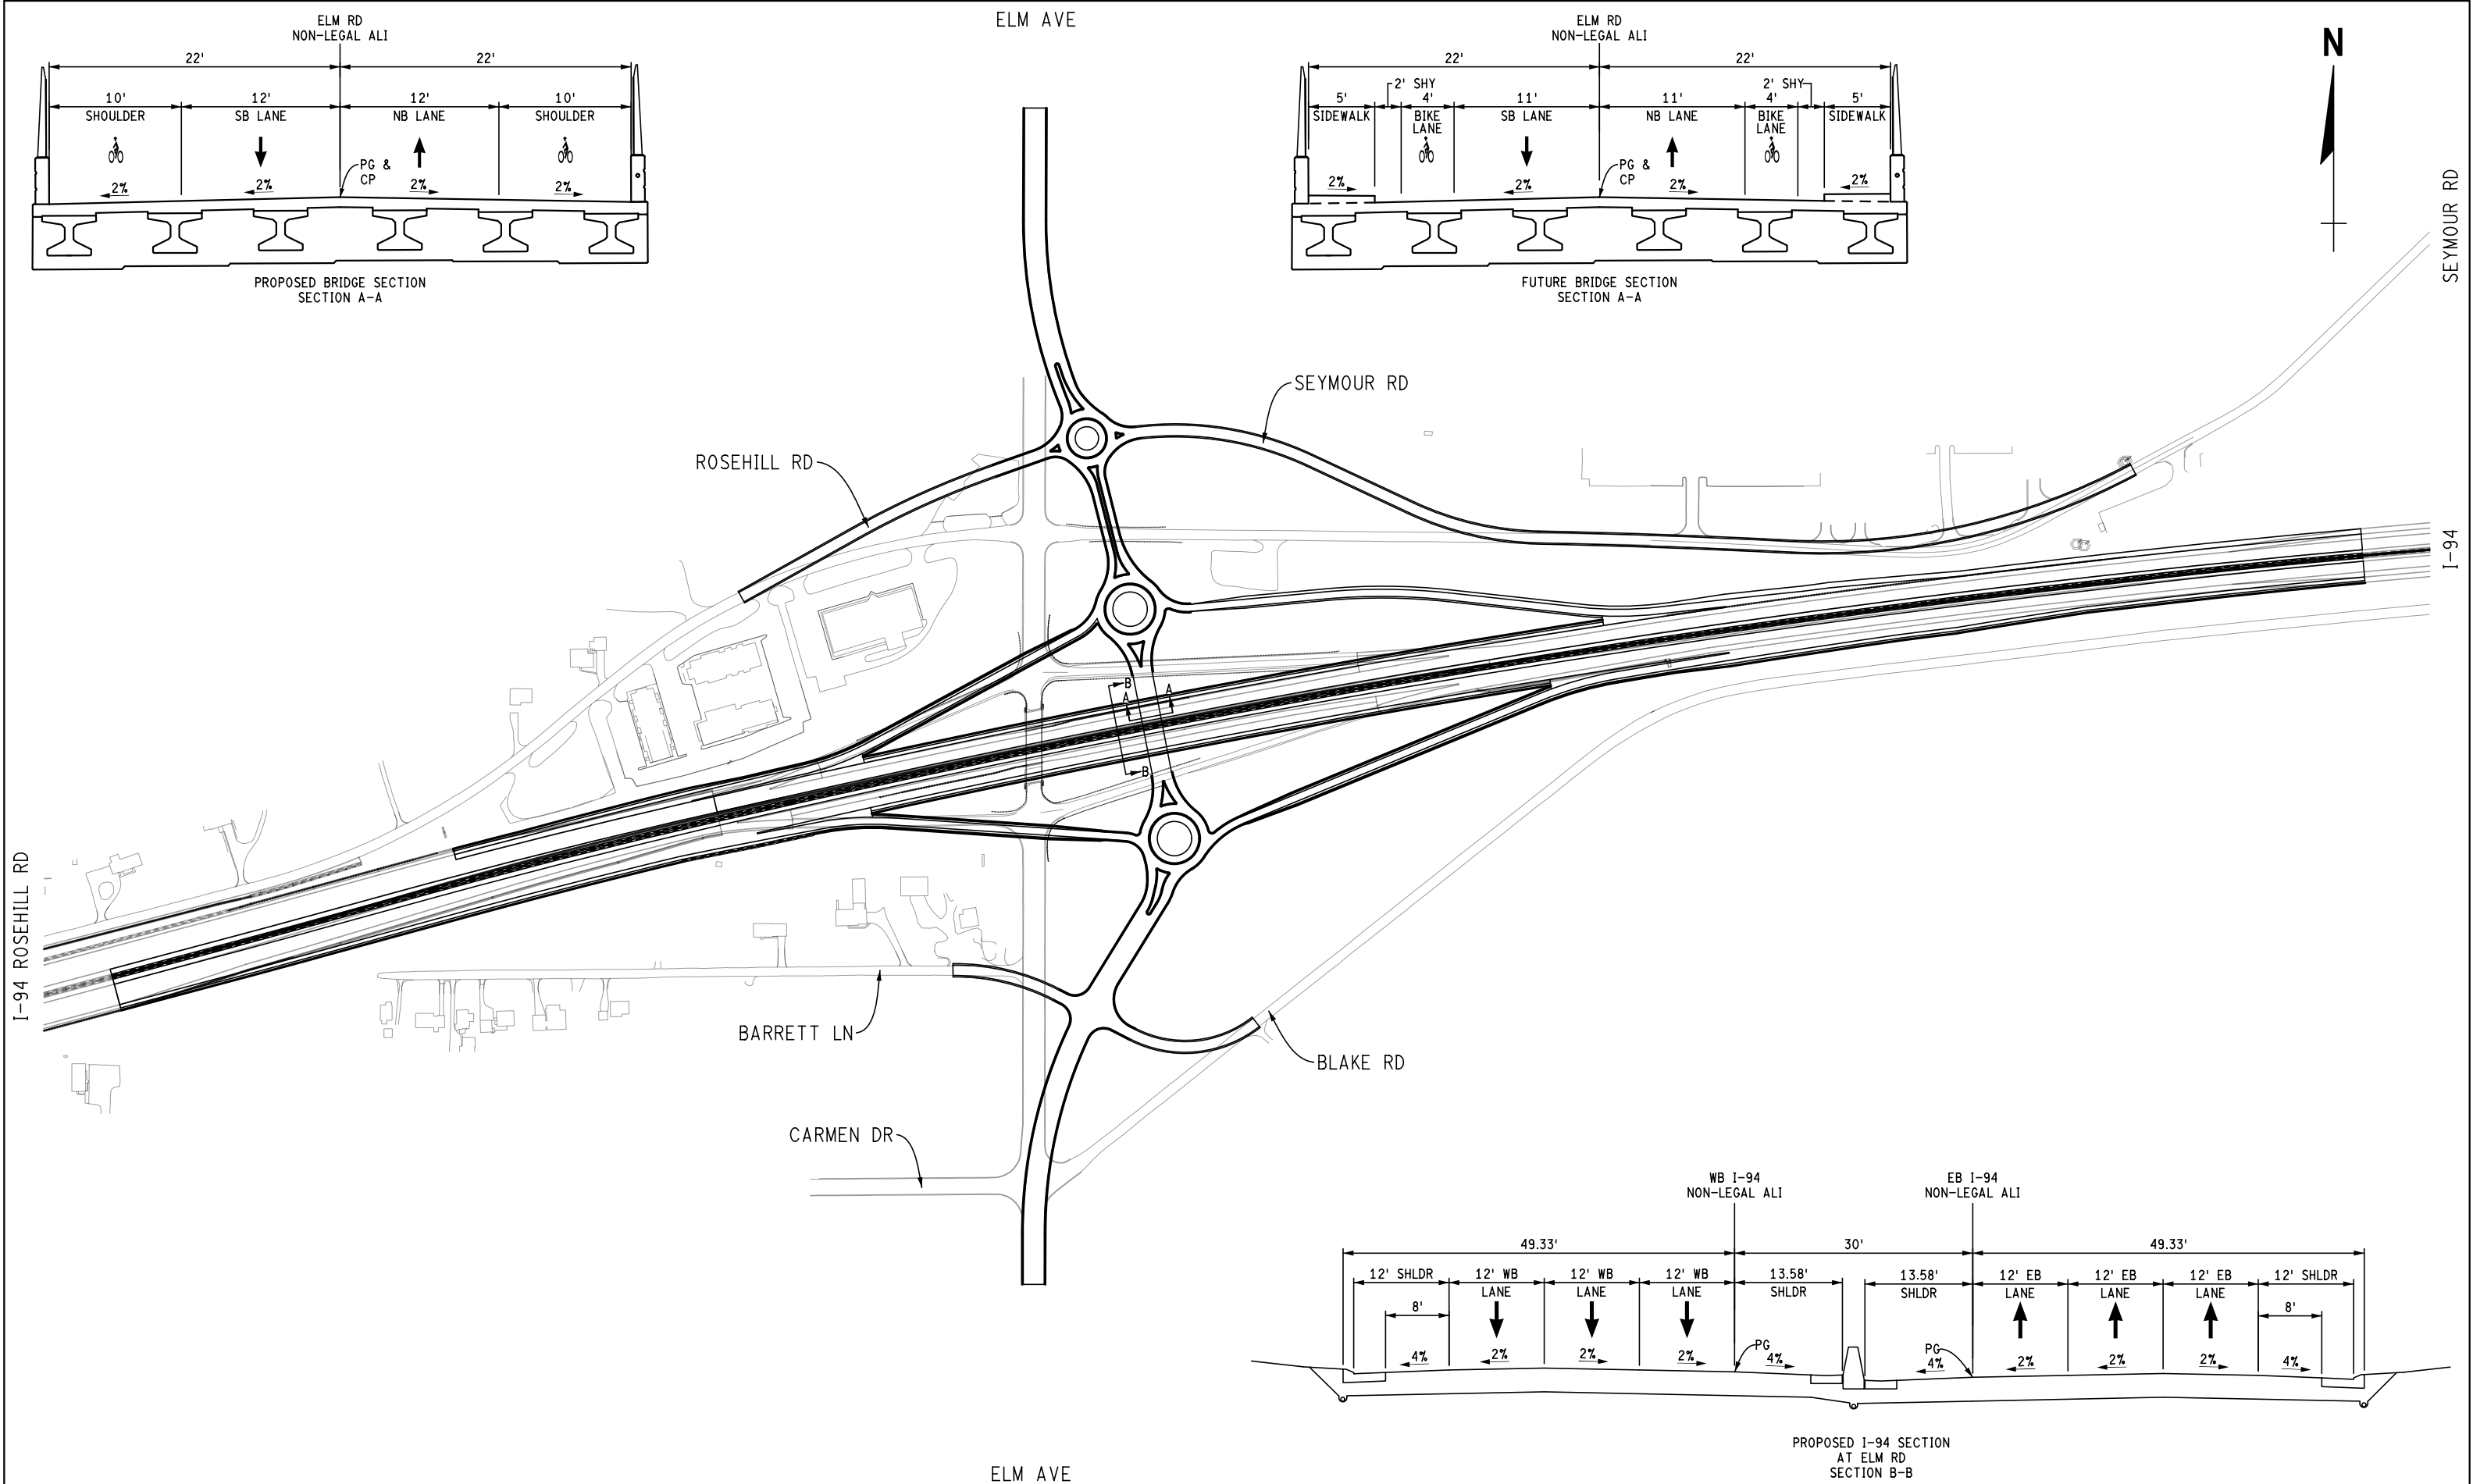 ELM AVE
ELM RD
NON-LEGAL ALI
22' 22'
10' 12' 12' 10'
SHOULDER SB LANE NB LANE SHOULDER
PG &
CP
2% 2% 2% 2%
PROPOSED BRIDGE SECTION
SECTION A-A
ELM RD
NON-LEGAL ALI
22' 22'
2' SHY 2' SHY
5' 4' 11' 11' 4' 5'
SIDEWALK BIKE LANE SB LANE NB LANE BIKE LANE SIDEWALK
PG &
CP
2% 2% 2% 2%
FUTURE BRIDGE SECTION
SECTION A-A
N
SEYMOUR RD
SEYMOUR RD
ROSEHILL RD
I-94
B
A A
B
I-94 ROSEHILL RD
BARRETT LN
BLAKE RD
CARMEN DR
WB I-94
NON-LEGAL ALI
EB I-94
NON-LEGAL ALI
49.33' 30' 49.33'
12' SHLDR 12' WB 12' WB 12' WB 13.58' 13.58' 12' EB 12' EB 12' EB 12' SHLDR
LANE LANE LANE SHLDR SHLDR LANE LANE LANE
8' 8'
PG PG
4% 2% 2% 2% 4% 4% 2% 2% 2% 4%
PROPOSED I-94 SECTION
AT ELM RD
SECTION B-B
ELM AVE